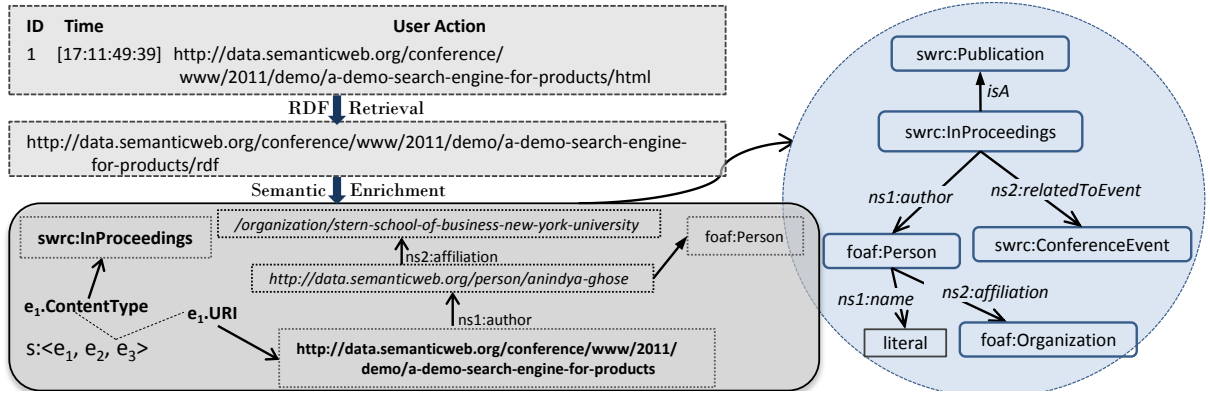 ID Time User Action
1 [17:11:49:39] http://data.semanticweb.org/conference/
www/2011/demo/a-demo-search-engine-for-products/html
RDF Retrieval
http://data.semanticweb.org/conference/www/2011/demo/a-demo-search-engine-
for-products/rdf
Semantic Enrichment
swrc:InProceedings
/organization/stern-school-of-business-new-york-university
foaf:Person
ns2:affiliation
http://data.semanticweb.org/person/anindya-ghose
e1.ContentType
e1.URI
ns1:author
s:<e1, e2, e3>
http://data.semanticweb.org/conference/www/2011/
demo/a-demo-search-engine-for-products
swrc:Publication
isA
swrc:InProceedings
ns1:author
ns2:relatedToEvent
foaf:Person
swrc:ConferenceEvent
ns1:name
ns2:affiliation
literal
foaf:Organization